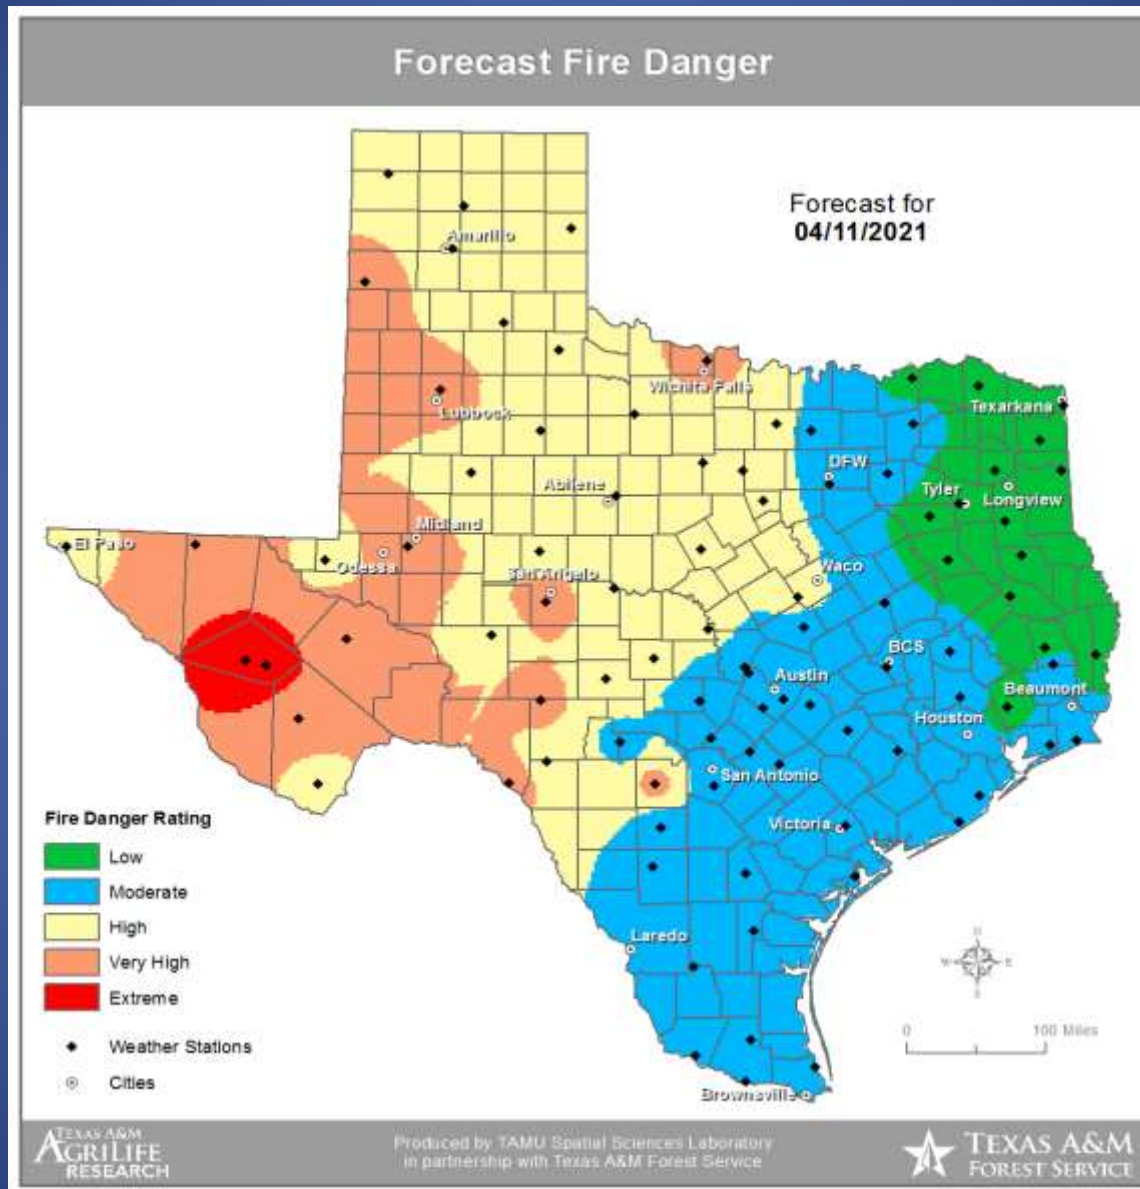 Forecast Fire Danger
Forecast for
04/11/2021
Amarillo
Wichita Falls
Lubbock
Texarkana
DFW
Abilene
Tyler
Longview
Midland
El Paso
Odessa
San Angelo
Waco
BCS
Austin
Beaumont
Houston
San Antonio
Victoria
Laredo
Brownsville
Fire Danger Rating
Low
Moderate
High
Very High
Extreme
Weather Stations
Cities
N
W E
S
0 100 Miles
TEXAS A&M
AGRILIFE
RESEARCH
Produced by TAMU Spatial Sciences Laboratory
in partnership with Texas A&M Forest Service
TEXAS A&M
FOREST SERVICE